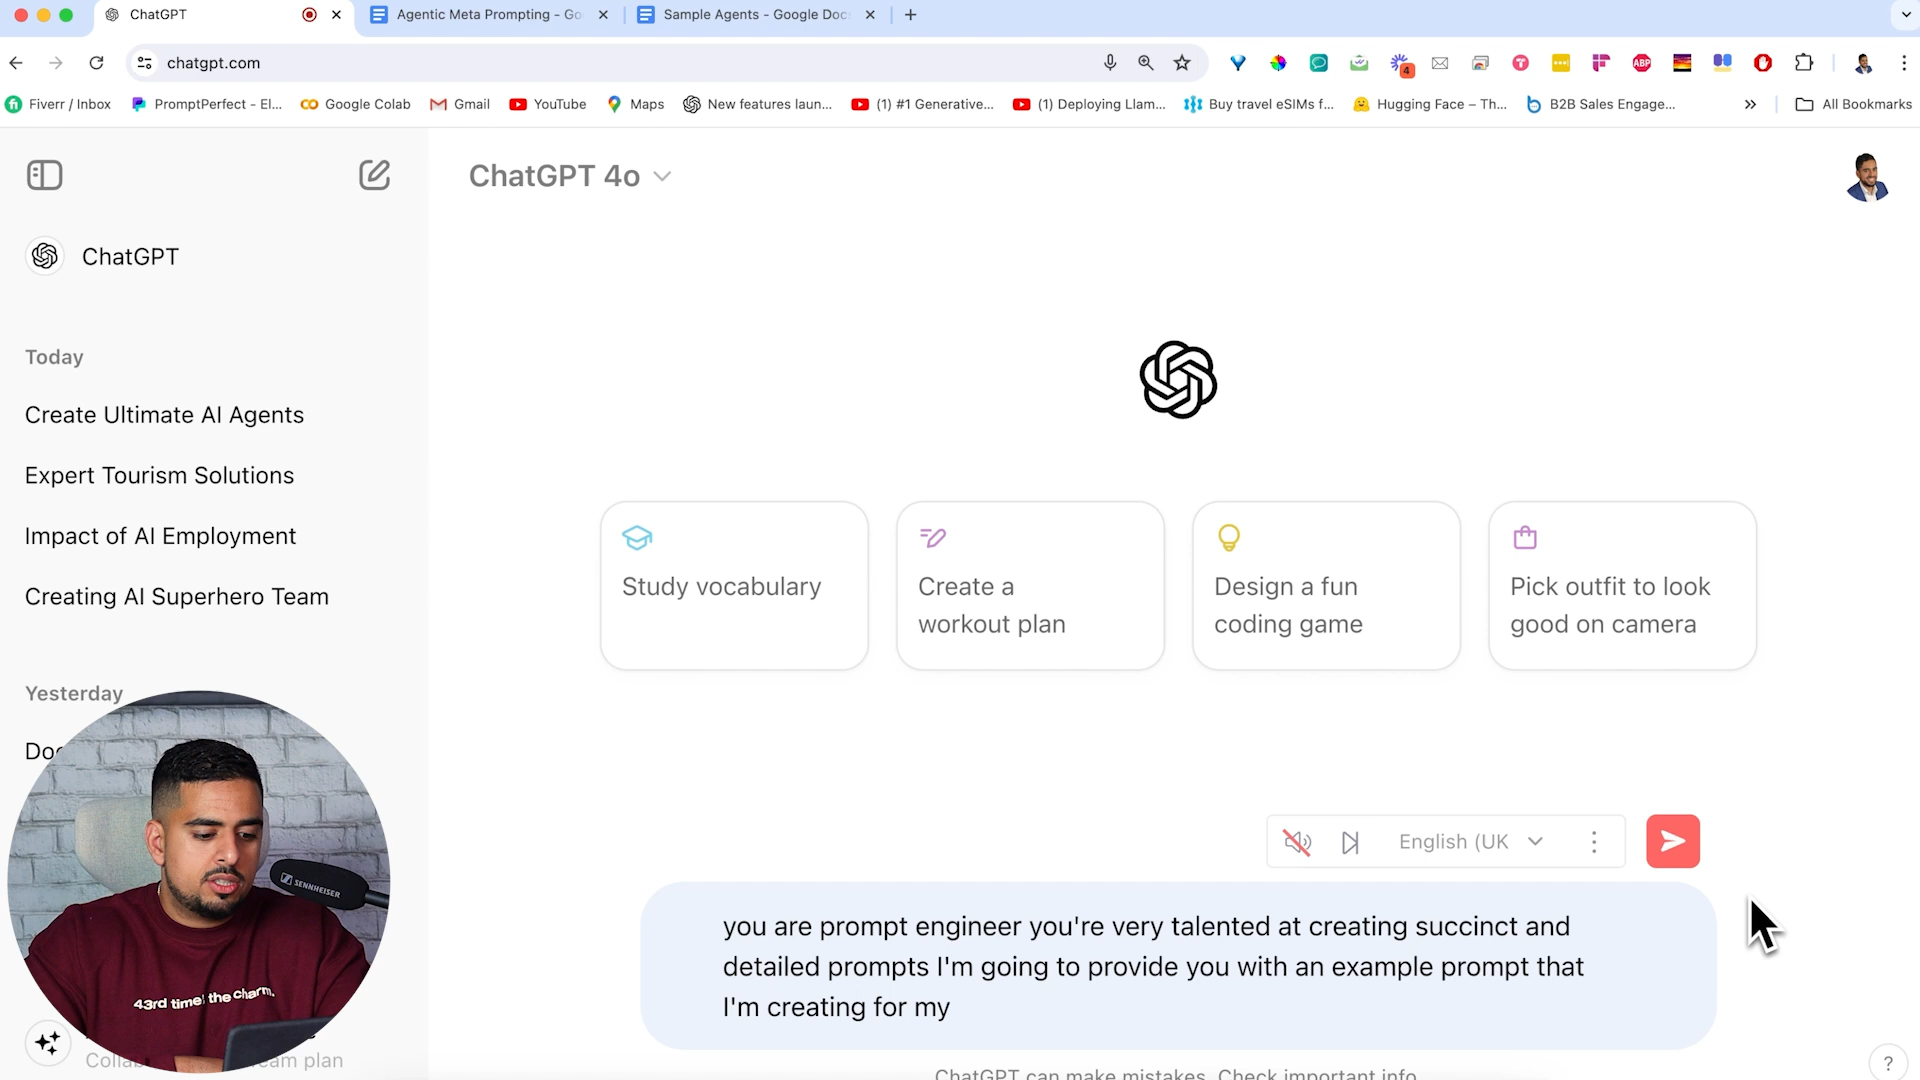 ChatGPT
Agentic Meta Prompting - Go
Sample Agents - Google Doc
chatgpt.com
4
ABP
Fiverr / Inbox
PromptPerfect - El...
Google Colab
Gmail
YouTube
Maps
New features laun...
(1) #1 Generative...
(1) Deploying Llam...
Buy travel eSIMs f...
Hugging Face – Th...
B2B Sales Engage...
All Bookmarks
ChatGPT 4o
ChatGPT
Today
Create Ultimate AI Agents
Expert Tourism Solutions
Impact of AI Employment
Creating AI Superhero Team
Yesterday
Study vocabulary
Create a
workout plan
Design a fun
coding game
Pick outfit to look
good on camera
English (UK
you are prompt engineer you're very talented at creating succinct and
detailed prompts I'm going to provide you with an example prompt that
I'm creating for my
SENNHEISER
43rd time's the charm.
plan
ChatGPT can make mistakes. Check important info.
?